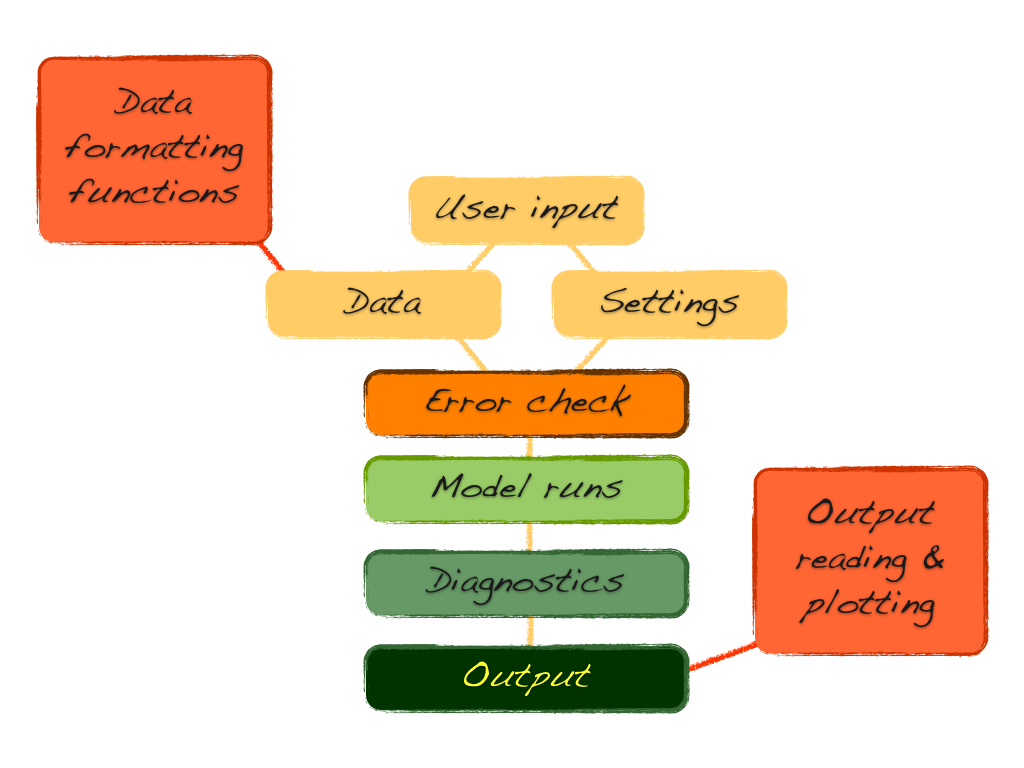 Data
formatting
functions
User input
Data
Settings
Error check
Model runs
Diagnostics
Output
Output
reading &
plotting